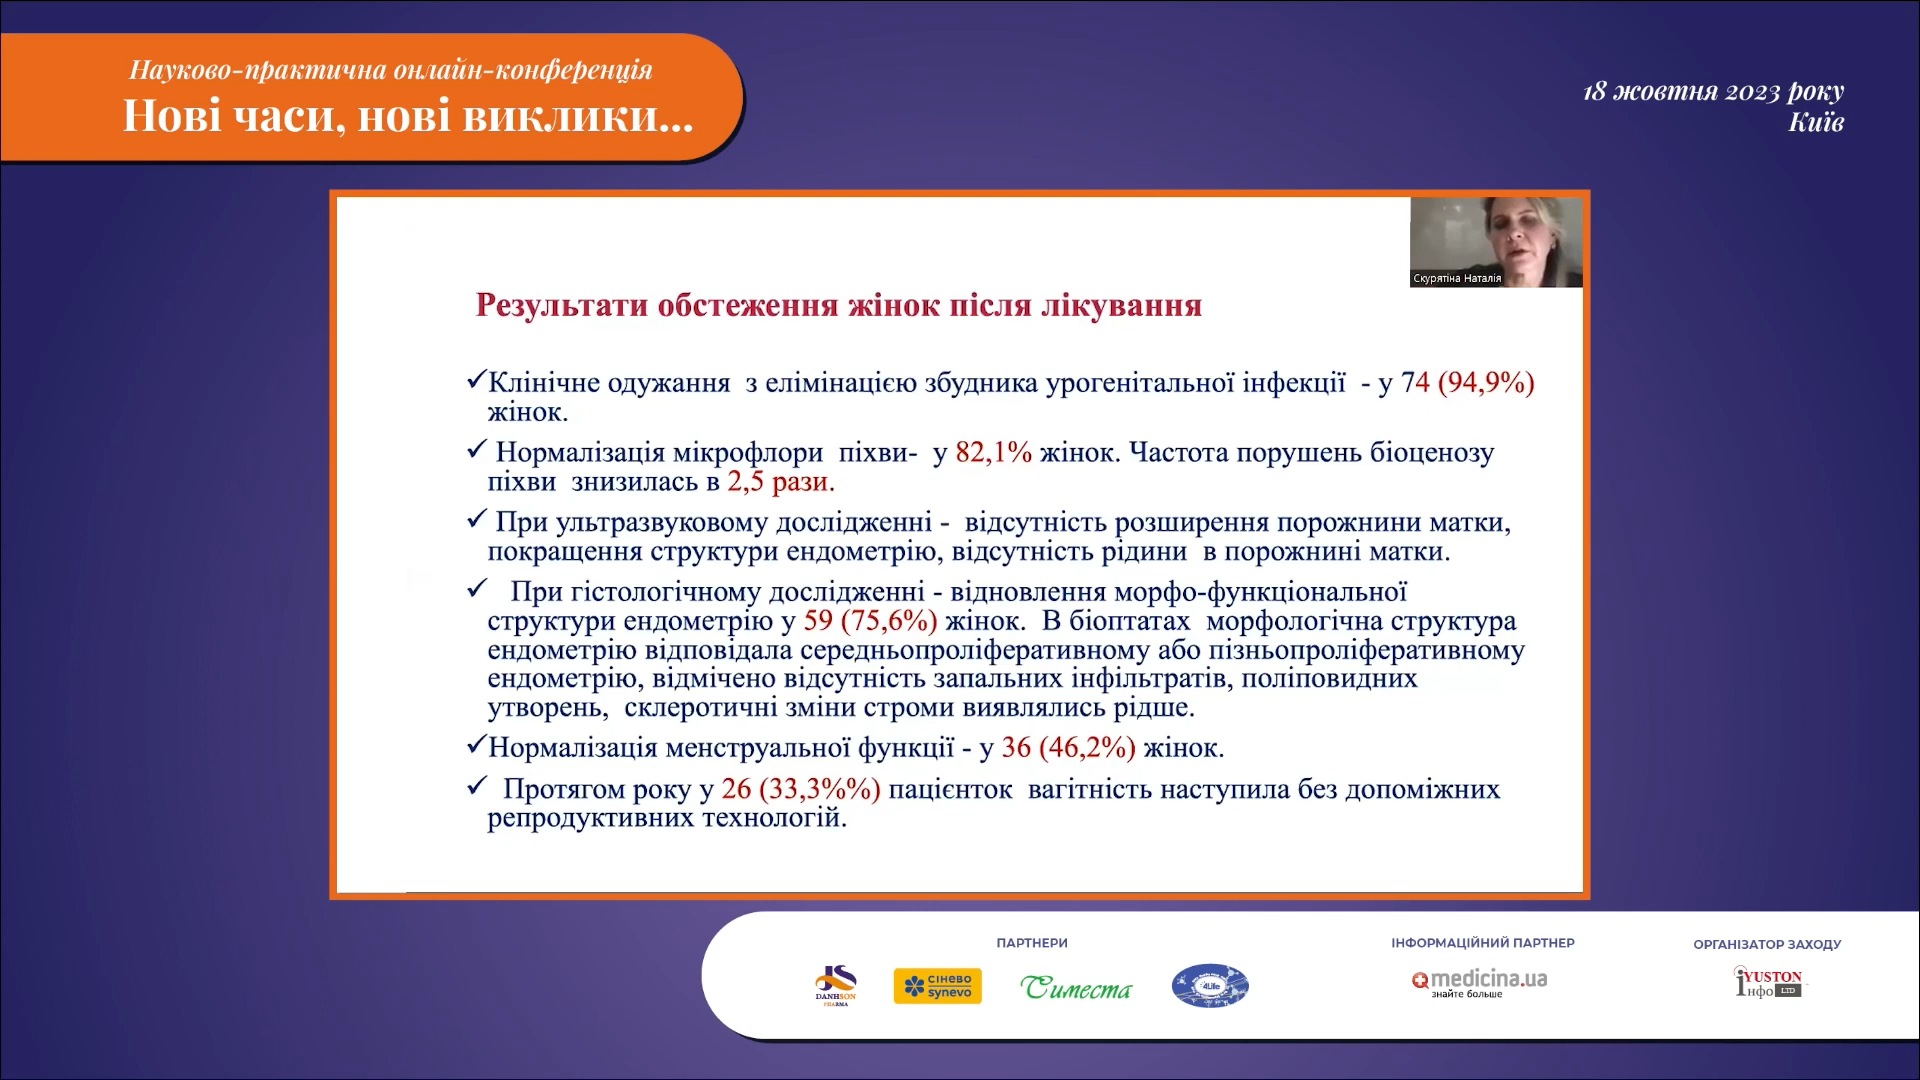 Науково-практична онлайн-конференція
Нові часи, нові виклики...
18 жовтня 2023 року
Київ
Скурятіна Наталія
Результати обстеження жінок після лікування
✓Клінічне одужання з елімінацією збудника урогенітальної інфекції - у 74 (94,9%)
жінок.
✓ Нормалізація мікрофлори піхви- у 82,1% жінок. Частота порушень біоценозу
піхви знизилась в 2,5 рази.
✓ При ультразвуковому дослідженні - відсутність розширення порожнини матки,
покращення структури ендометрію, відсутність рідини в порожнині матки.
✓ При гістологічному дослідженні - відновлення морфо-функціональної
структури ендометрію у 59 (75,6%) жінок. В біоптатах морфологічна структура
ендометрію відповідала середньопроліферативному або пізньопроліферативному
ендометрію, відмічено відсутність запальних інфільтратів, поліповидних
утворень, склеротичні зміни строми виявлялись рідше.
✓Нормалізація менструальної функції - у 36 (46,2%) жінок.
✓ Протягом року у 26 (33,3%%) пацієнток вагітність наступила без допоміжних
репродуктивних технологій.
ПАРТНЕРИ
ІНФОРМАЦІЙНИЙ ПАРТНЕР
ОРГАНІЗАТОР ЗАХОДУ
DANHSON
PHARMA
СІНЕВО
synevo
Симеста
4Life
medicina.ua
знайте больше
iYUSTON
Інфо LTD